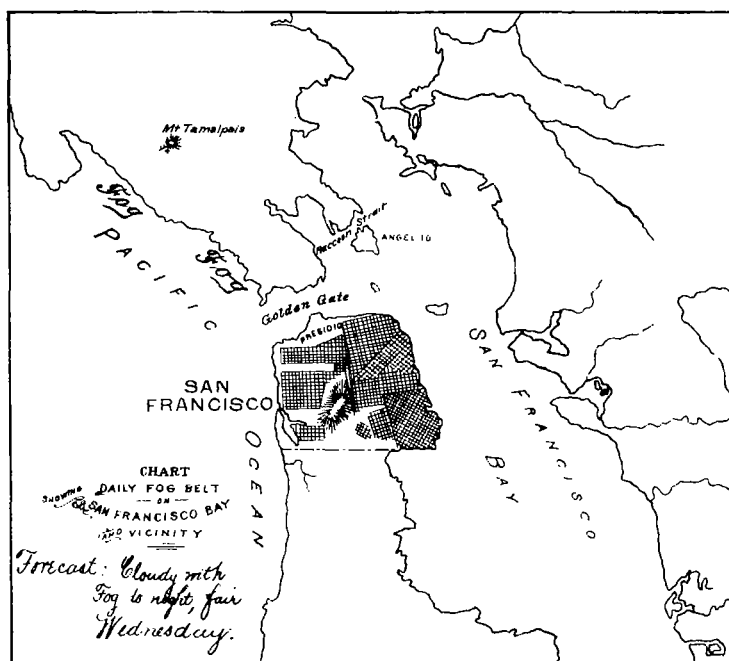 Mt Tamalpais
Fog
PACIFIC
Fog
Raccoon Strait
ANGEL IS
Golden Gate
PRESIDIO
SAN
FRANCISCO
SAN FRANCISCO
BAY
OCEAN
CHART
SHOWING DAILY FOG BELT
ON
SAN FRANCISCO BAY
AND VICINITY
Forecast: Cloudy with
Fog to night, fair
Wednesday.